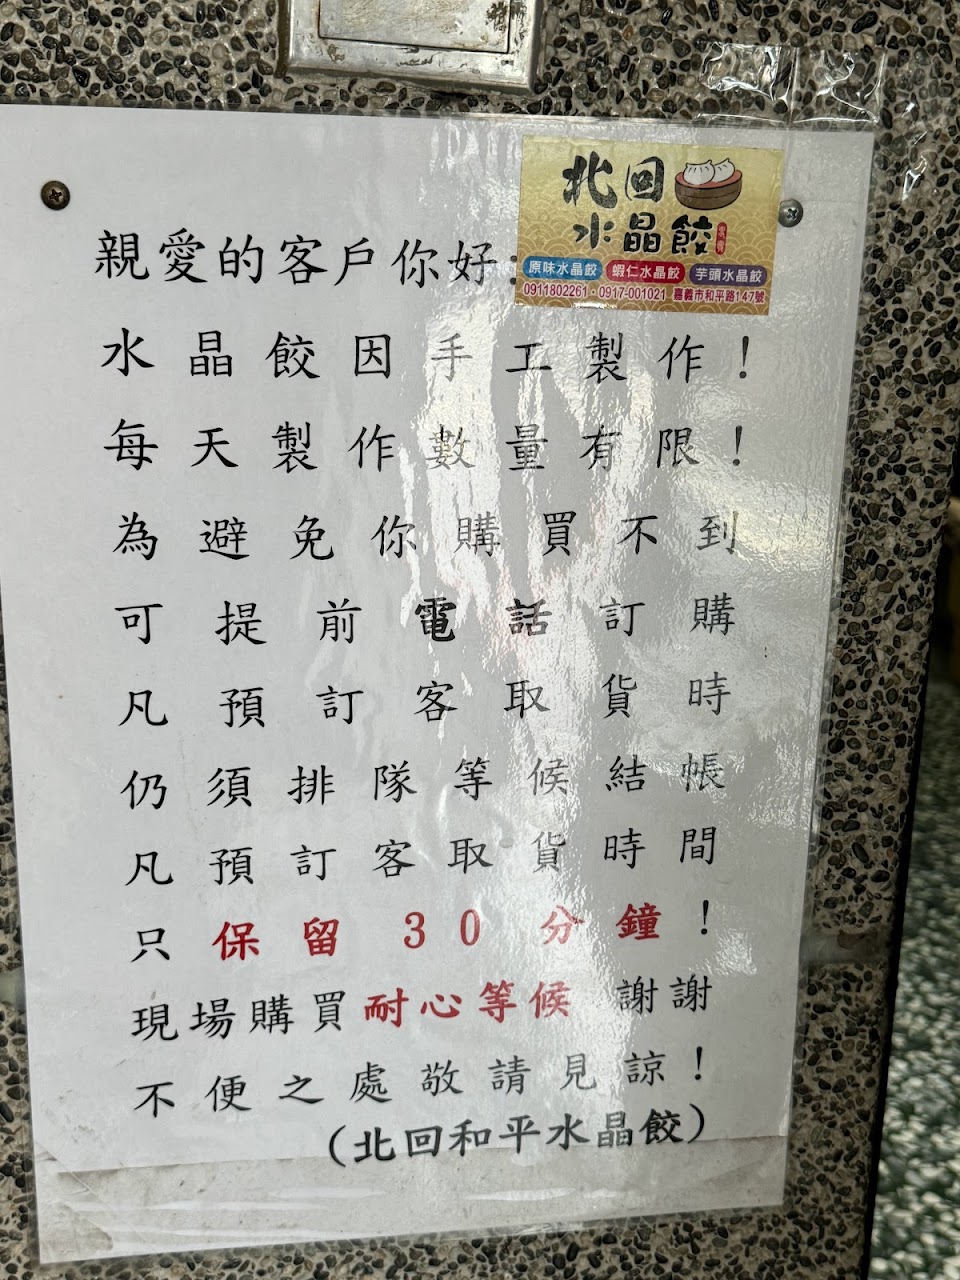 北回
水晶餃
原味水晶餃 蝦仁水晶餃 芋頭水晶餃
0911802261・0917-001021 嘉義市和平路147號
親愛的客戶你好：
水晶餃因手工製作！
每天製作數量有限！
為避免你購買不到
可提前電話訂購
凡預訂客取貨時
仍須排隊等候結帳
凡預訂客取貨時間
只保留30分鐘！
現場購買耐心等候 謝謝
不便之處敬請見諒！
(北回和平水晶餃)